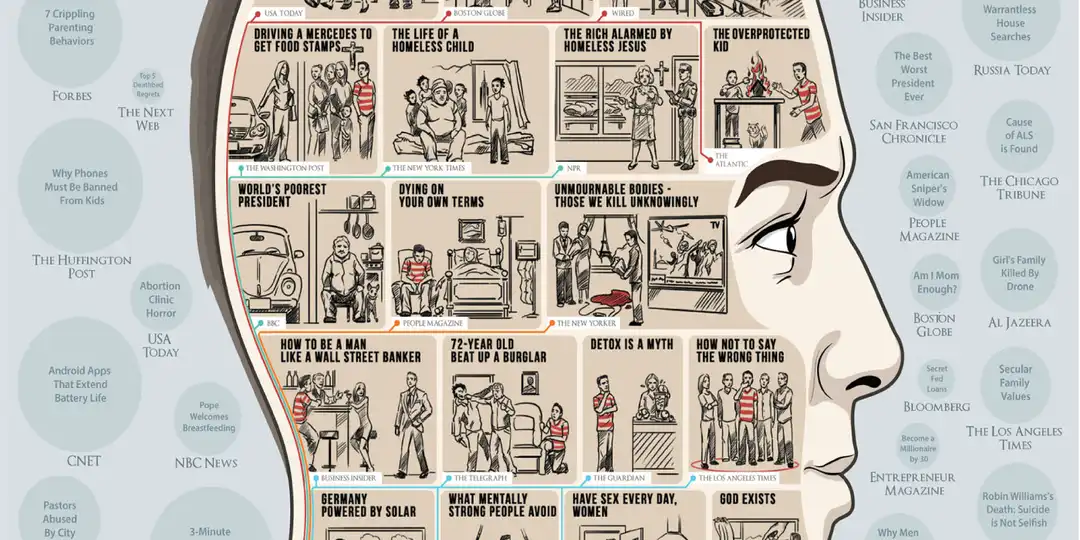 7 Crippling
Parenting
Behaviors
FORBES
Top 5
Deathbed
Regrets
THE NEXT
WEB
Why Phones
Must Be Banned
From Kids
THE HUFFINGTON
POST
Abortion
Clinic
Horror
USA
TODAY
Android Apps
That Extend
Battery Life
CNET
Pope
Welcomes
Breastfeeding
NBC NEWS
Pastors
Abused
By City
3-Minute
USA TODAY
BOSTON GLOBE
WIRED
DRIVING A MERCEDES TO
GET FOOD STAMPS
THE LIFE OF A
HOMELESS CHILD
THE RICH ALARMED BY
HOMELESS JESUS
THE OVERPROTECTED
KID
THE WASHINGTON POST
THE NEW YORK TIMES
NPR
THE
ATLANTIC
WORLD'S POOREST
PRESIDENT
DYING ON
YOUR OWN TERMS
UNMOURNABLE BODIES -
THOSE WE KILL UNKNOWINGLY
TV
BBC
PEOPLE MAGAZINE
THE NEW YORKER
HOW TO BE A MAN
LIKE A WALL STREET BANKER
72-YEAR OLD
BEAT UP A BURGLAR
DETOX IS A MYTH
HOW NOT TO SAY
THE WRONG THING
BUSINESS INSIDER
THE TELEGRAPH
THE GUARDIAN
THE LOS ANGELES TIMES
GERMANY
POWERED BY SOLAR
WHAT MENTALLY
STRONG PEOPLE AVOID
HAVE SEX EVERY DAY,
WOMEN
GOD EXISTS
BUSINESS
INSIDER
Warrantless
House
Searches
RUSSIA TODAY
The Best
Worst
President
Ever
SAN FRANCISCO
CHRONICLE
Cause
of ALS
is Found
THE CHICAGO
TRIBUNE
American
Sniper's
Widow
PEOPLE
MAGAZINE
Girl's Family
Killed By
Drone
AL JAZEERA
Am I Mom
Enough?
BOSTON
GLOBE
Secret
Fed
Loans
BLOOMBERG
Secular
Family
Values
THE LOS ANGELES
TIMES
Become a
Millionaire
by 30
ENTREPRENEUR
MAGAZINE
Robin Williams's
Death: Suicide
is Not Selfish
Why Men